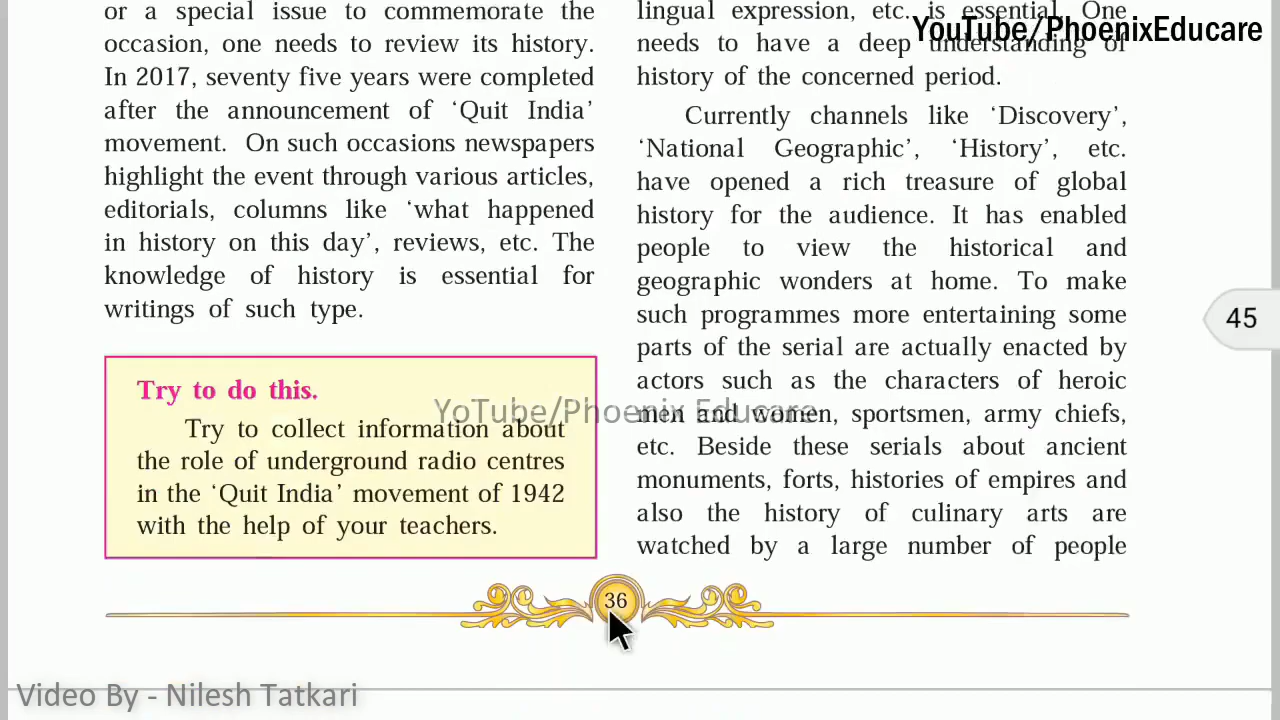 or a special issue to commemorate the
occasion, one needs to review its history.
In 2017, seventy five years were completed
after the announcement of ‘Quit India’
movement. On such occasions newspapers
highlight the event through various articles,
editorials, columns like ‘what happened
in history on this day’, reviews, etc. The
knowledge of history is essential for
writings of such type.
Try to do this.
Try to collect information about
the role of underground radio centres
in the ‘Quit India’ movement of 1942
with the help of your teachers.
lingual expression, etc. is essential. One
needs to have a deep understanding of
history of the concerned period.
Currently channels like ‘Discovery’,
‘National Geographic’, ‘History’, etc.
have opened a rich treasure of global
history for the audience. It has enabled
people to view the historical and
geographic wonders at home. To make
such programmes more entertaining some
parts of the serial are actually enacted by
actors such as the characters of heroic
men and women, sportsmen, army chiefs,
etc. Beside these serials about ancient
monuments, forts, histories of empires and
also the history of culinary arts are
watched by a large number of people
36
YouTube/PhoenixEducare
45
YoTube/Phoenix Educare
Video By - Nilesh Tatkari